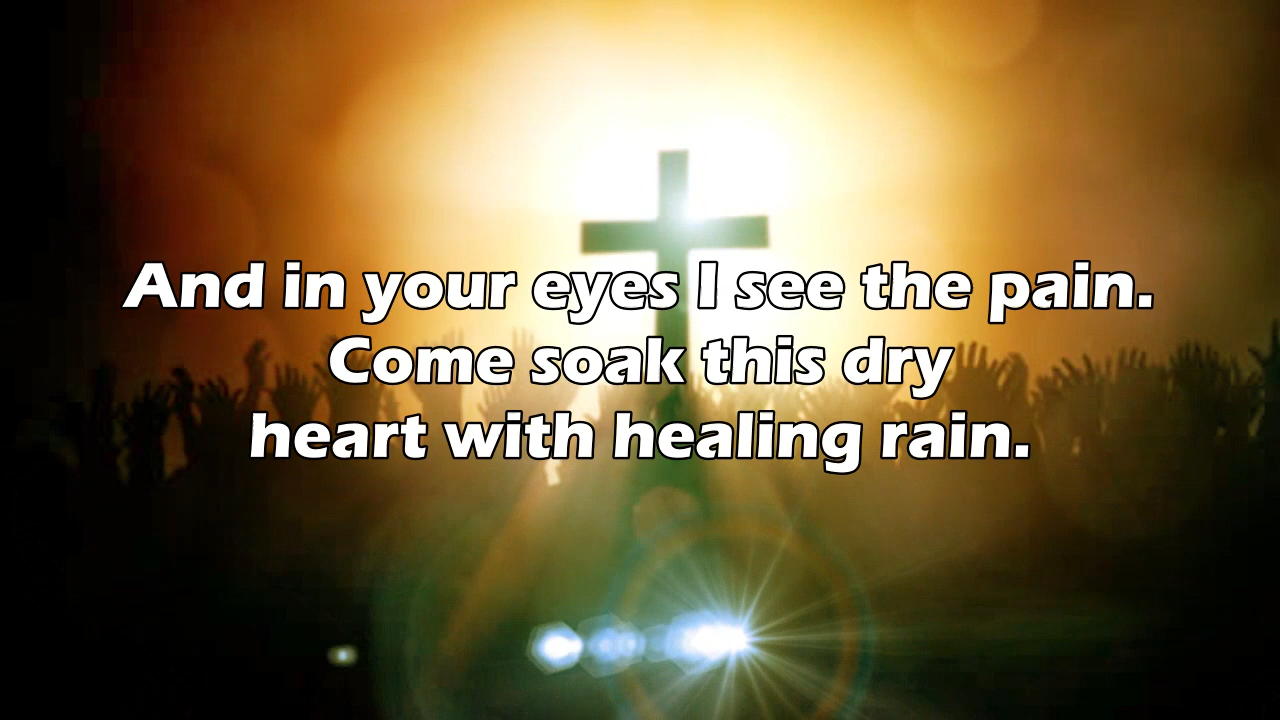 And in your eyes I see the pain.
Come soak this dry
heart with healing rain.